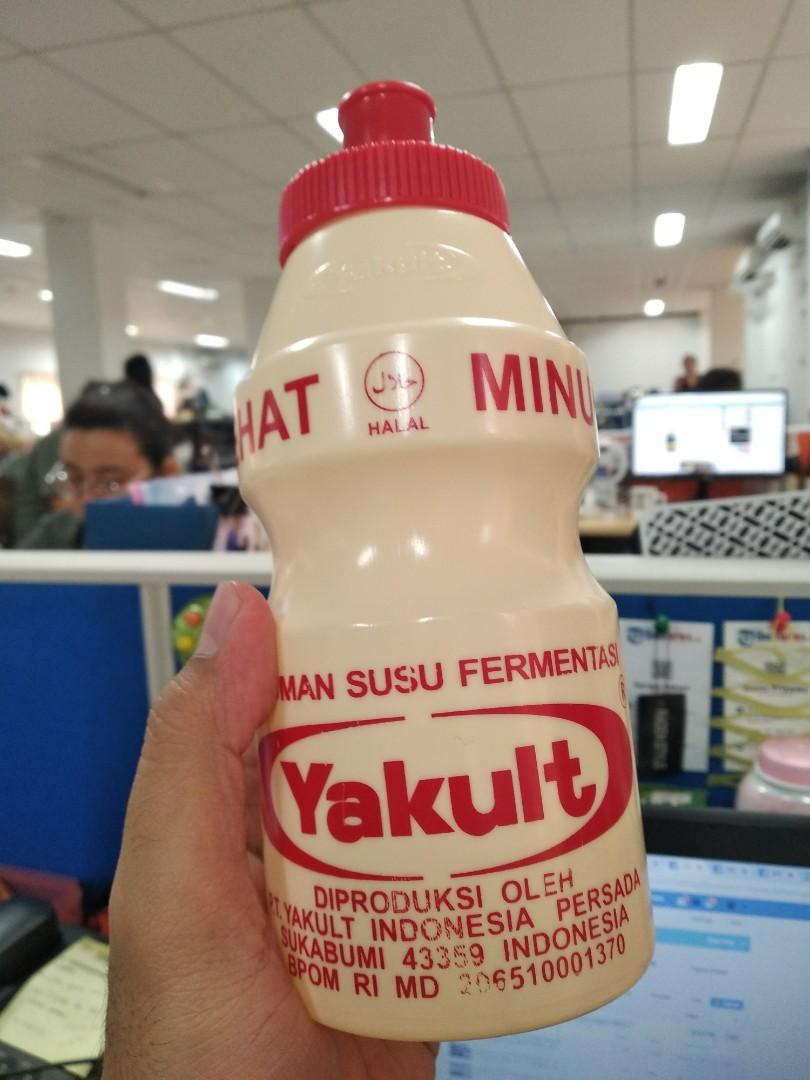 Yakult
HAT
حلال
HALAL
MINU
MAN SUSU FERMENTASI
®
Yakult
DIPRODUKSI OLEH
P.T. YAKULT INDONESIA PERSADA
SUKABUMI 43359 INDONESIA
BPOM RI MD 206510001370